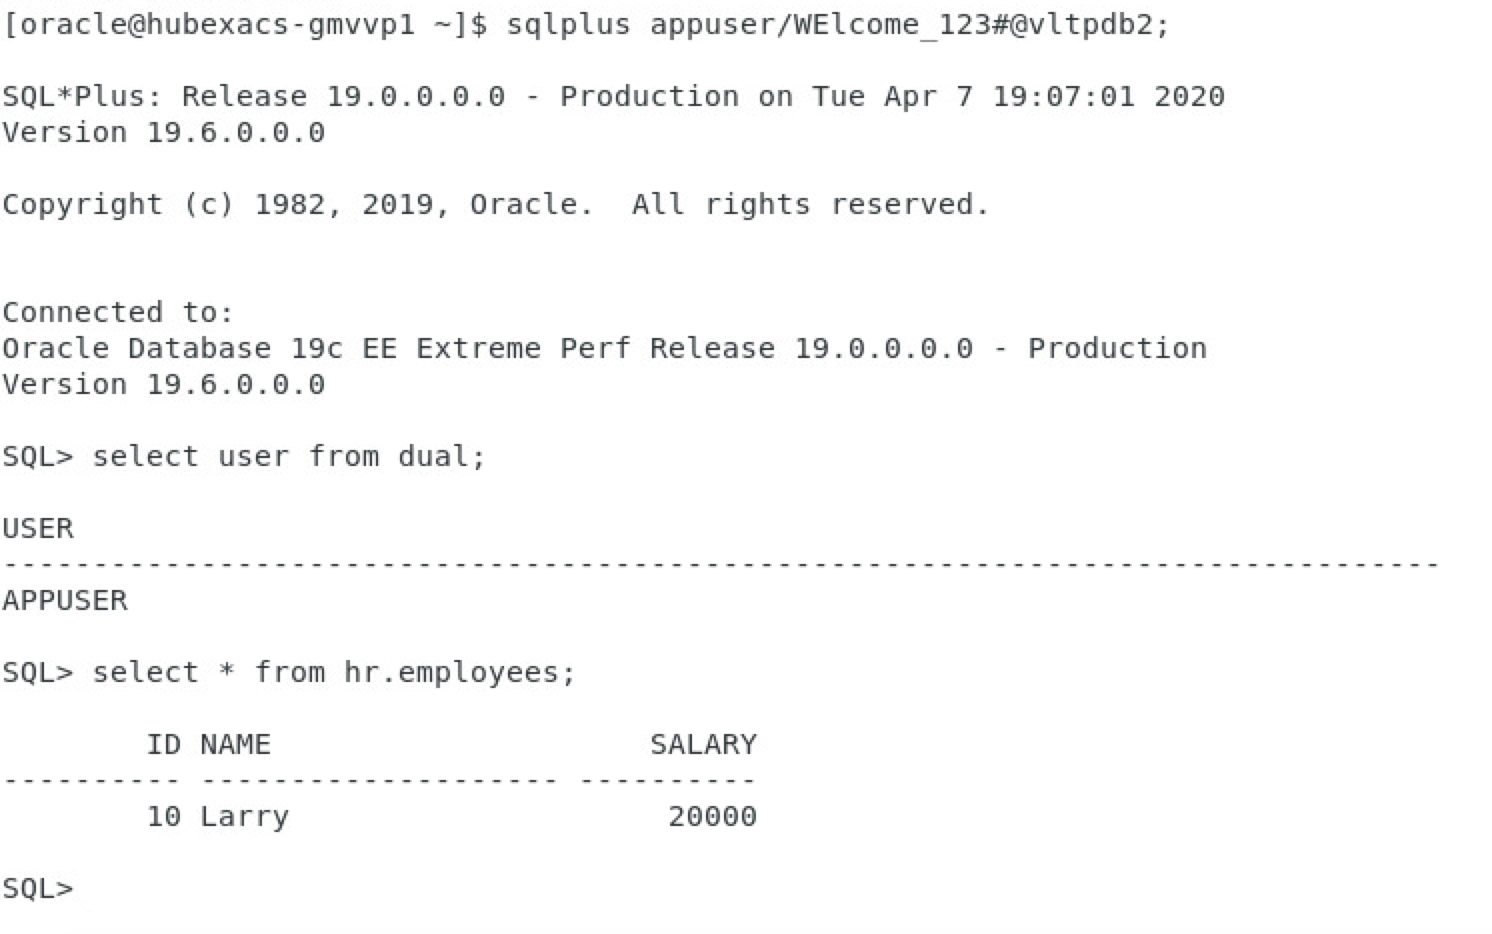 [oracle@hubexacs-gmvvp1 ~]$ sqlplus appuser/WElcome_123#@vltpdb2;
SQL*Plus: Release 19.0.0.0.0 - Production on Tue Apr 7 19:07:01 2020
Version 19.6.0.0.0
Copyright (c) 1982, 2019, Oracle.  All rights reserved.
Connected to:
Oracle Database 19c EE Extreme Perf Release 19.0.0.0.0 - Production
Version 19.6.0.0.0
SQL> select user from dual;
USER
--------------------------------------------------------------------------------
APPUSER
SQL> select * from hr.employees;
        ID NAME                     SALARY
---------- -------------------- ----------
        10 Larry                     20000
SQL>